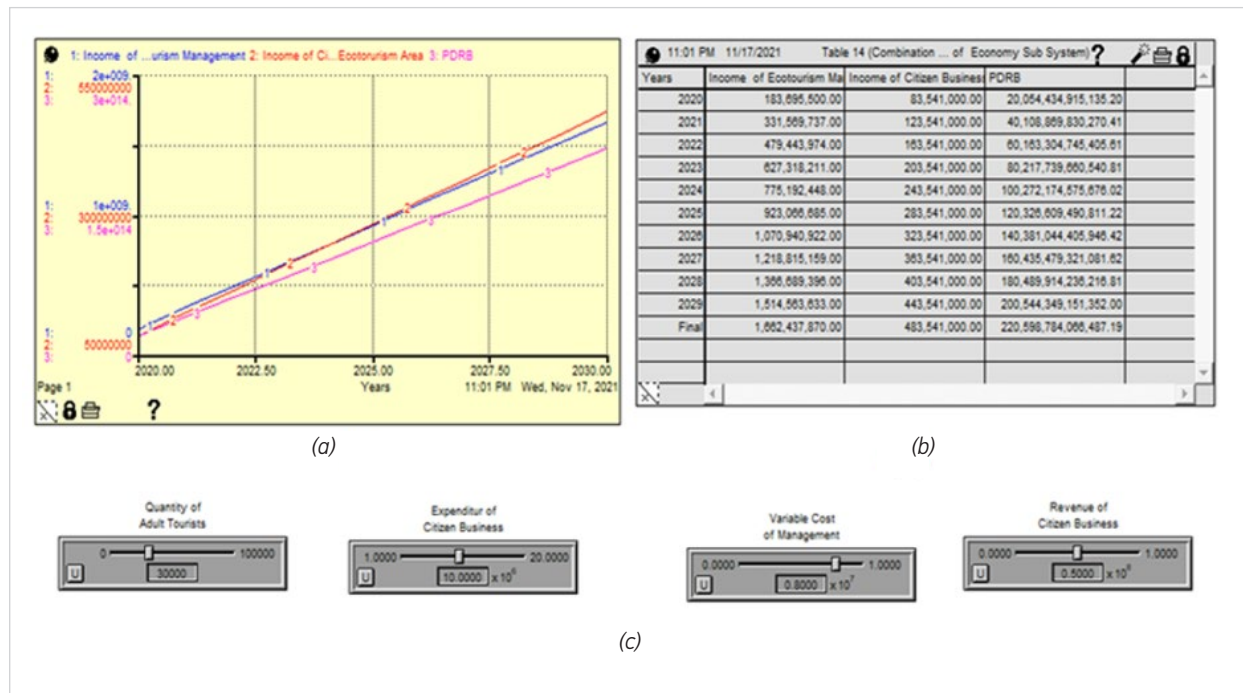 1: Income of ...urism Management 2: Income of Ci...Ecotorurism Area 3: PDRB
1: 2e+009.
2: 550000000
3: 3e+014.
1: 1e+009.
2: 300000000
3: 1.5e+014
1: 0
2: 50000000
3: 0
2020.00 2022.50 2025.00 2027.50 2030.00
Page 1 Years 11:01 PM Wed, Nov 17, 2021
?
1 2 3 1 2 3 1 2 3 1 2 3
(a)
11:01 PM 11/17/2021 Table 14 (Combination ... of Economy Sub System) ?
Years Income of Ecotourism Ma Income of Citizen Business PDRB
2020 183,695,500.00 83,541,000.00 20,054,434,915,135.20
2021 331,569,737.00 123,541,000.00 40,108,869,830,270.41
2022 479,443,974.00 163,541,000.00 60,163,304,745,405.61
2023 627,318,211.00 203,541,000.00 80,217,739,660,540.81
2024 775,192,448.00 243,541,000.00 100,272,174,575,676.02
2025 923,066,685.00 283,541,000.00 120,326,609,490,811.22
2026 1,070,940,922.00 323,541,000.00 140,381,044,405,946.42
2027 1,218,815,159.00 363,541,000.00 160,435,479,321,081.62
2028 1,366,689,396.00 403,541,000.00 180,489,914,236,216.81
2029 1,514,563,633.00 443,541,000.00 200,544,349,151,352.00
Final 1,662,437,870.00 483,541,000.00 220,598,784,066,487.19
(b)
Quantity of
Adult Tourists
0 100000
U 30000
Expenditur of
Citizen Business
1.0000 20.0000
U 10.0000 x 10⁶
Variable Cost
of Management
0.0000 1.0000
U 0.8000 x 10⁷
Revenue of
Citizen Business
0.0000 1.0000
U 0.5000 x 10⁸
(c)